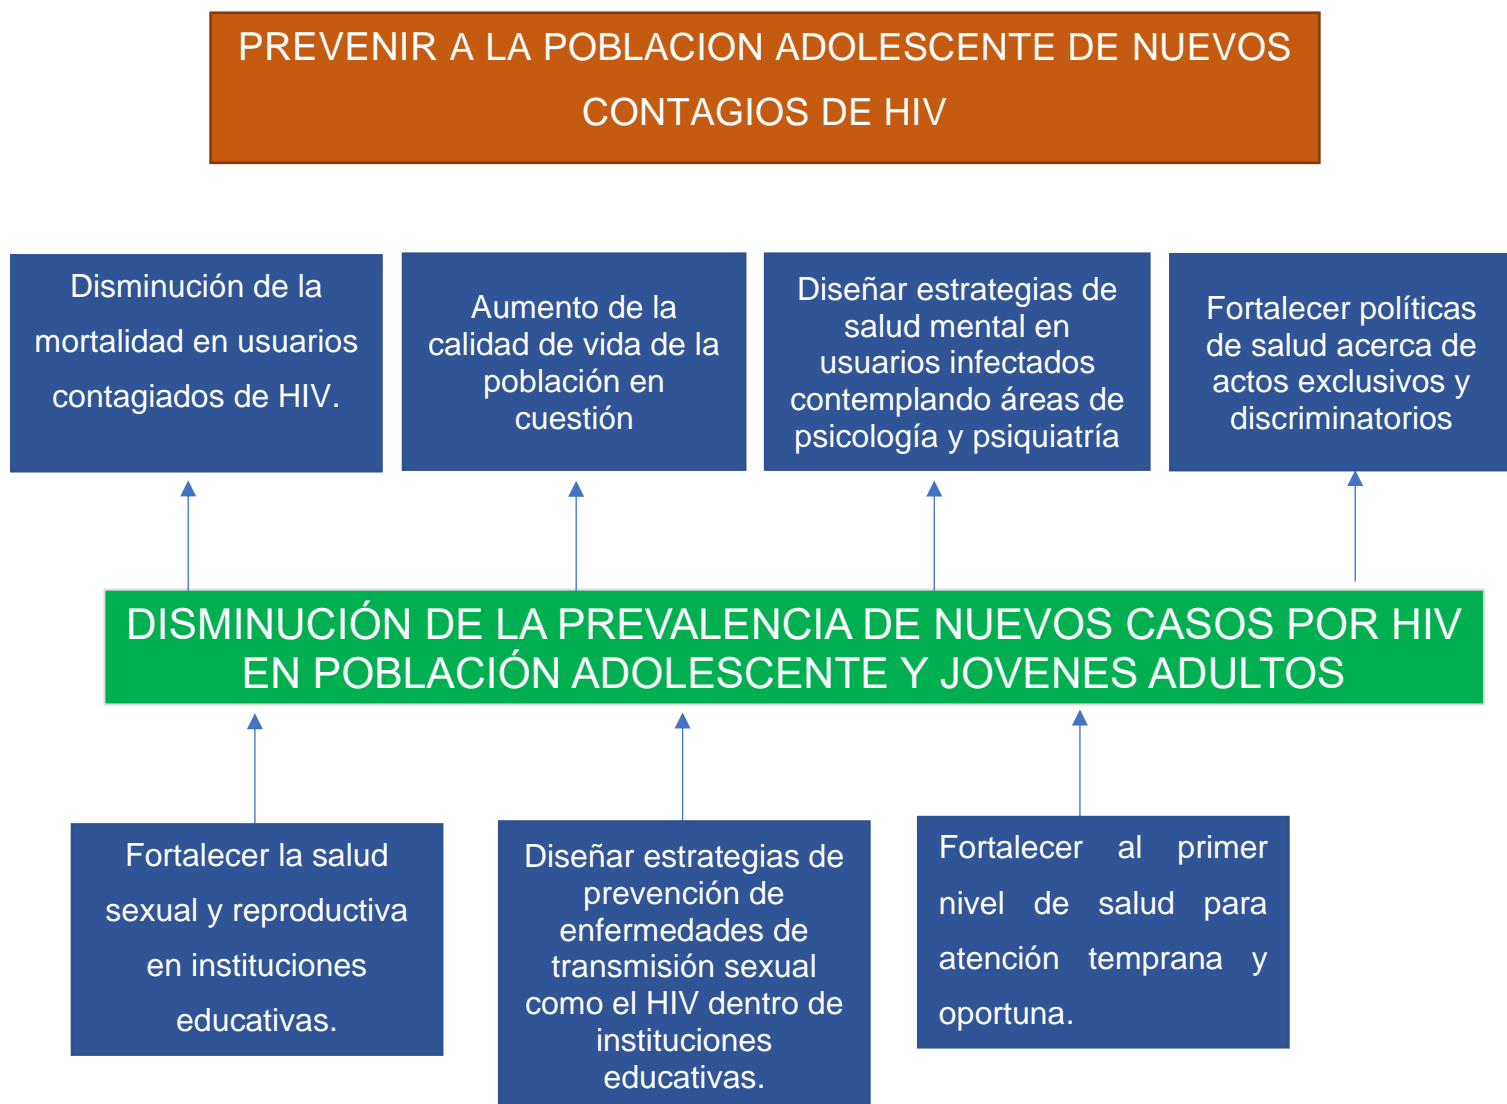 PREVENIR A LA POBLACION ADOLESCENTE DE NUEVOS
CONTAGIOS DE HIV
Disminución de la
mortalidad en usuarios
contagiados de HIV.
Aumento de la
calidad de vida de la
población en
cuestión
Diseñar estrategias de
salud mental en
usuarios infectados
contemplando áreas de
psicología y psiquiatría
Fortalecer políticas
de salud acerca de
actos exclusivos y
discriminatorios
DISMINUCIÓN DE LA PREVALENCIA DE NUEVOS CASOS POR HIV
EN POBLACIÓN ADOLESCENTE Y JOVENES ADULTOS
Fortalecer la salud
sexual y reproductiva
en instituciones
educativas.
Diseñar estrategias de
prevención de
enfermedades de
transmisión sexual
como el HIV dentro de
instituciones
educativas.
Fortalecer al primer
nivel de salud para
atención temprana y
oportuna.